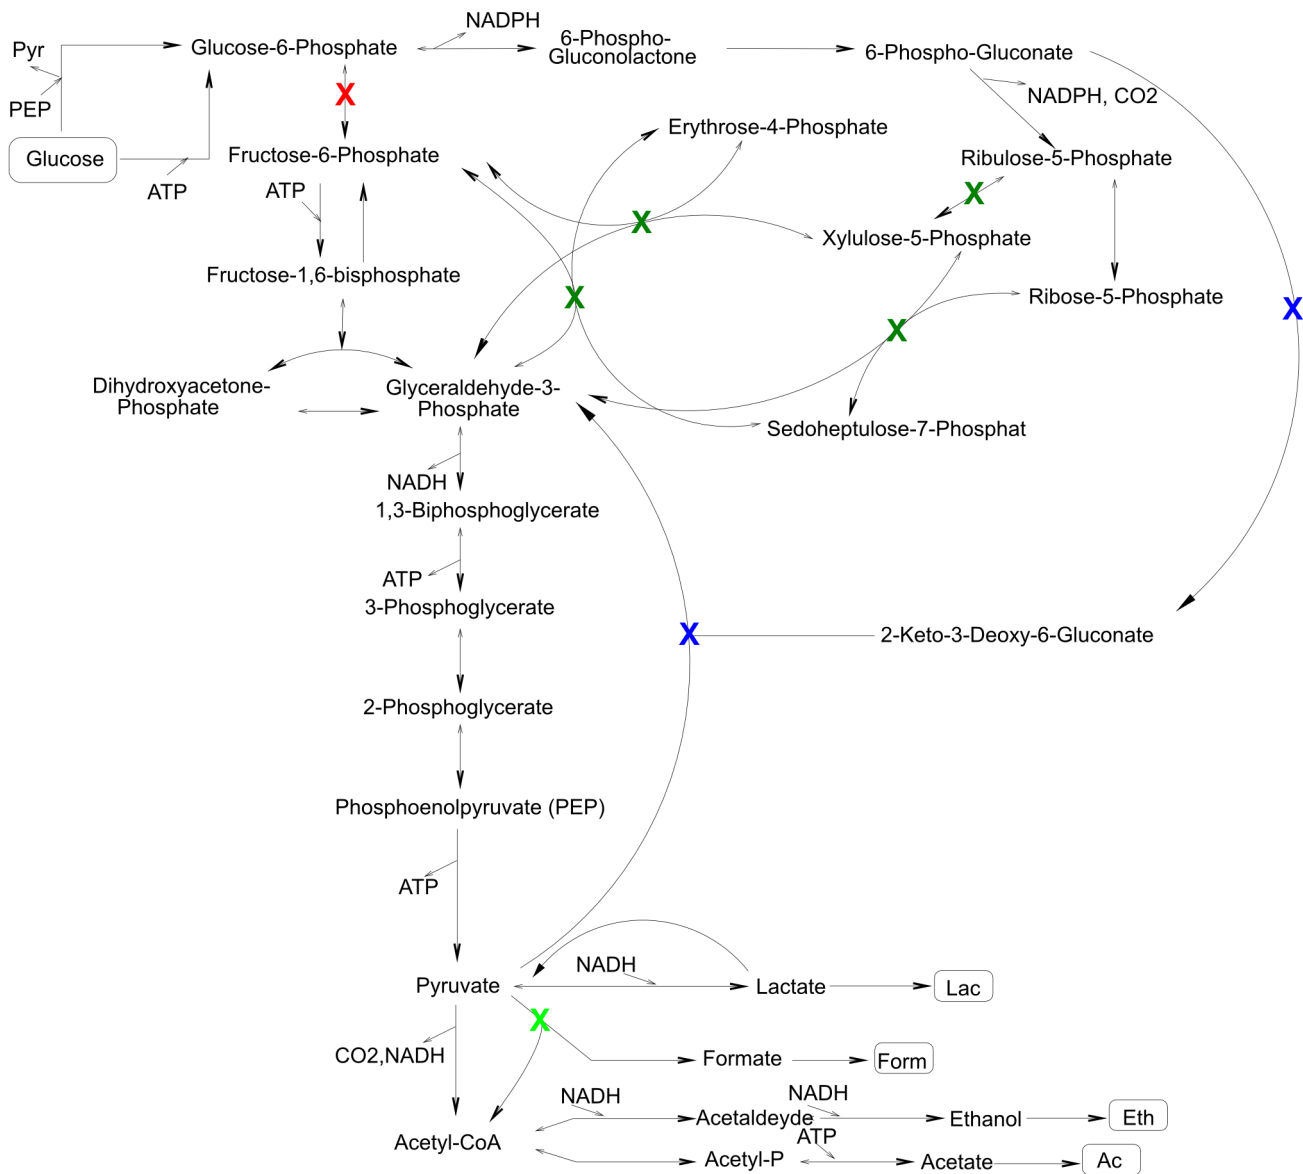 NADPH
Pyr
Glucose-6-Phosphate
6-Phospho-
Gluconolactone
6-Phospho-Gluconate
PEP
X
NADPH, CO2
Glucose
Fructose-6-Phosphate
Erythrose-4-Phosphate
Ribulose-5-Phosphate
ATP
ATP
X
X
Xylulose-5-Phosphate
Fructose-1,6-bisphosphate
X
Ribose-5-Phosphate
X
X
Dihydroxyacetone-
Phosphate
Glyceraldehyde-3-
Phosphate
Sedoheptulose-7-Phosphat
NADH
1,3-Biphosphoglycerate
ATP
3-Phosphoglycerate
X
2-Keto-3-Deoxy-6-Gluconate
2-Phosphoglycerate
Phosphoenolpyruvate (PEP)
ATP
Pyruvate
NADH
Lactate
Lac
X
CO2,NADH
Formate
Form
NADH
NADH
Acetaldeyde
Ethanol
Eth
Acetyl-CoA
ATP
Acetyl-P
Acetate
Ac